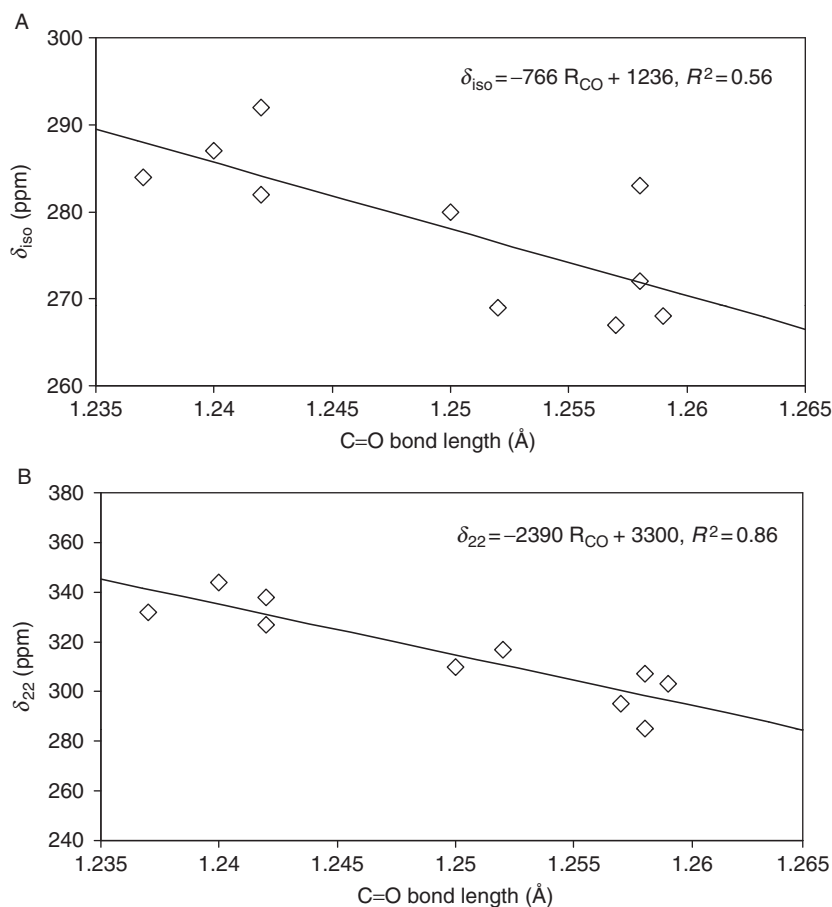 A
300
290
280
270
260
δiso (ppm)
δiso = −766 RCO + 1236, R² = 0.56
1.235 1.24 1.245 1.25 1.255 1.26 1.265
C=O bond length (Å)
B
380
360
340
320
300
280
260
240
δ22 (ppm)
δ22 = −2390 RCO + 3300, R² = 0.86
1.235 1.24 1.245 1.25 1.255 1.26 1.265
C=O bond length (Å)